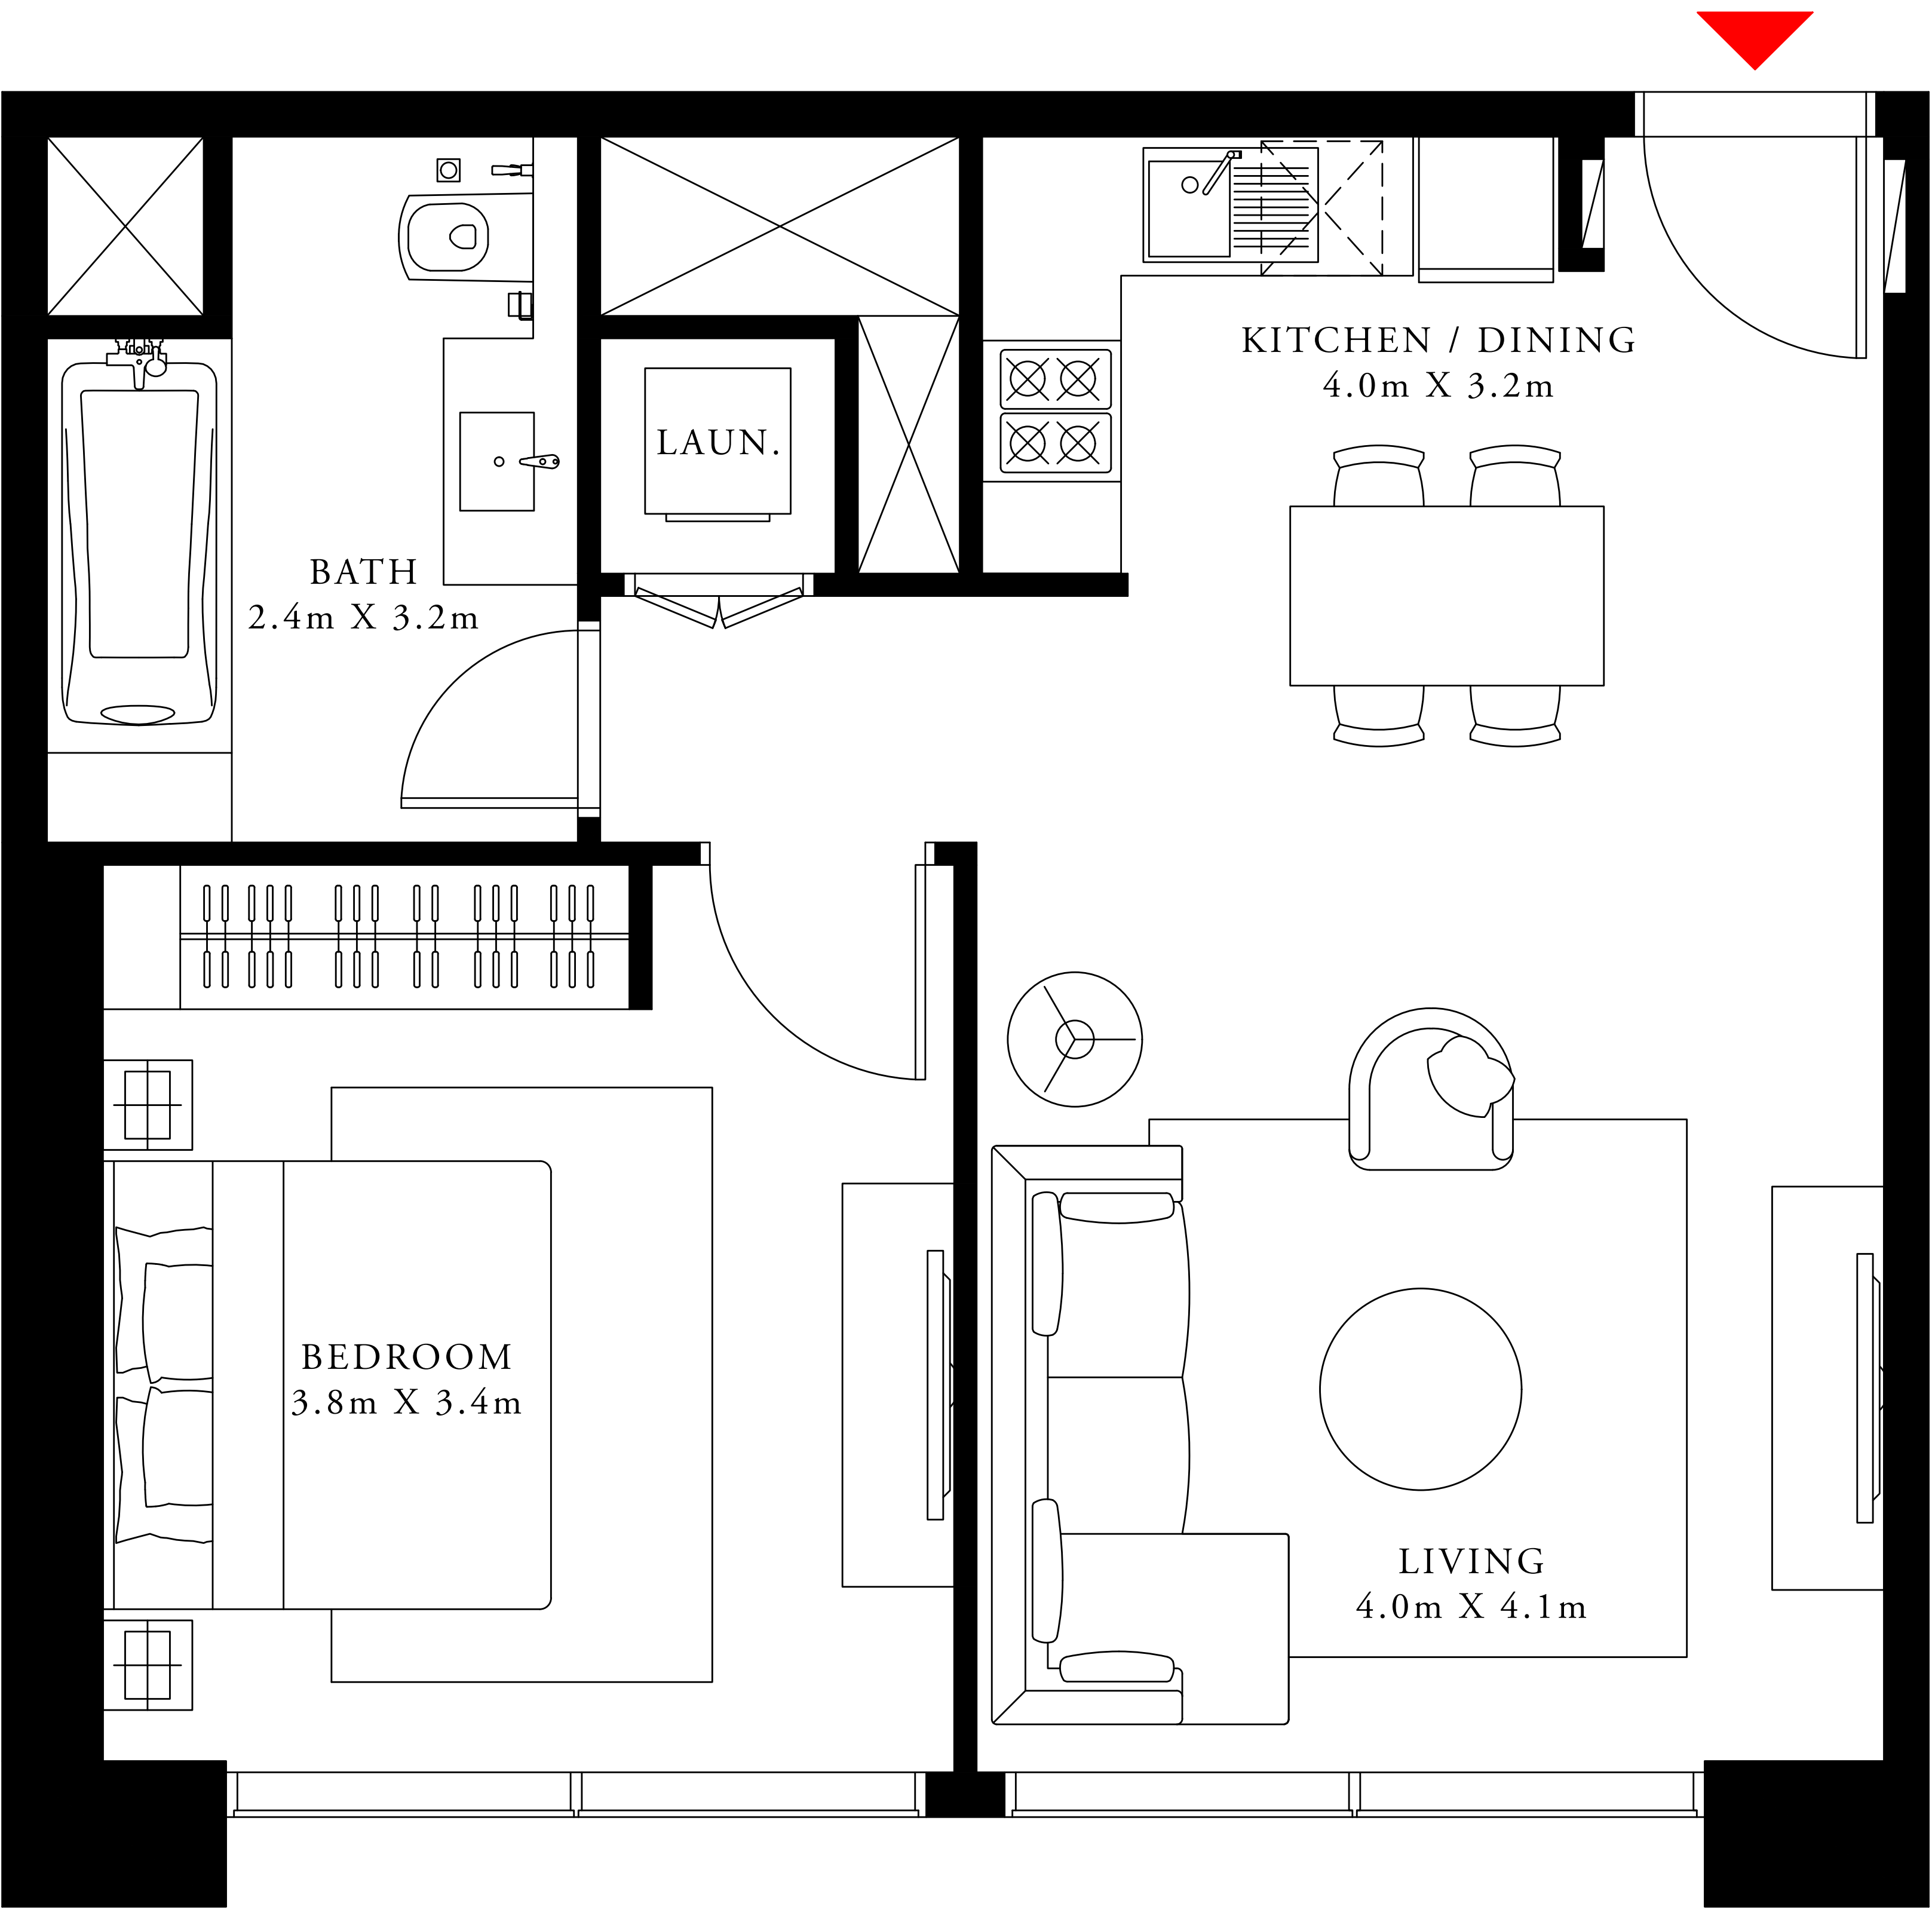 KITCHEN / DINING
4.0m X 3.2m
LAUN.
BATH
2.4m X 3.2m
BEDROOM
3.8m X 3.4m
LIVING
4.0m X 4.1m